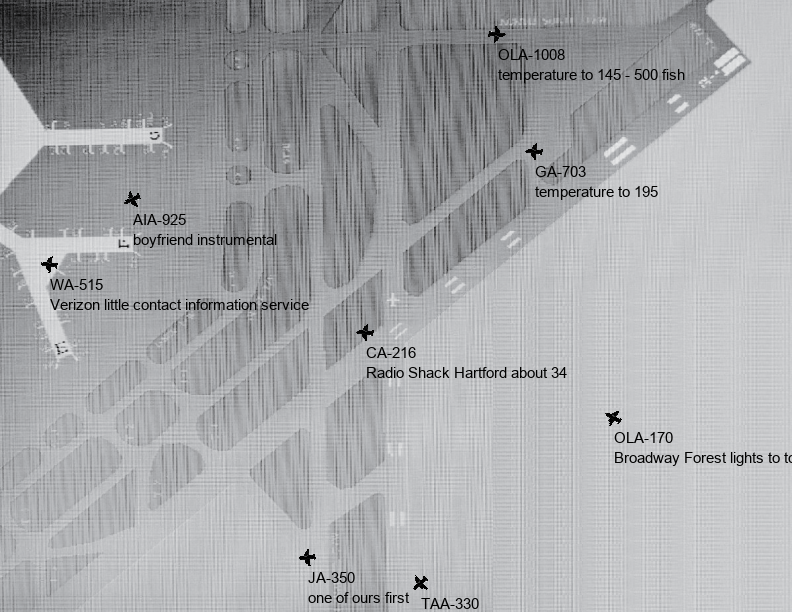 OLA-1008
temperature to 145 - 500 fish
GA-703
temperature to 195
AIA-925
boyfriend instrumental
WA-515
Verizon little contact information service
CA-216
Radio Shack Hartford about 34
OLA-170
Broadway Forest lights to to
JA-350
one of ours first
TAA-330